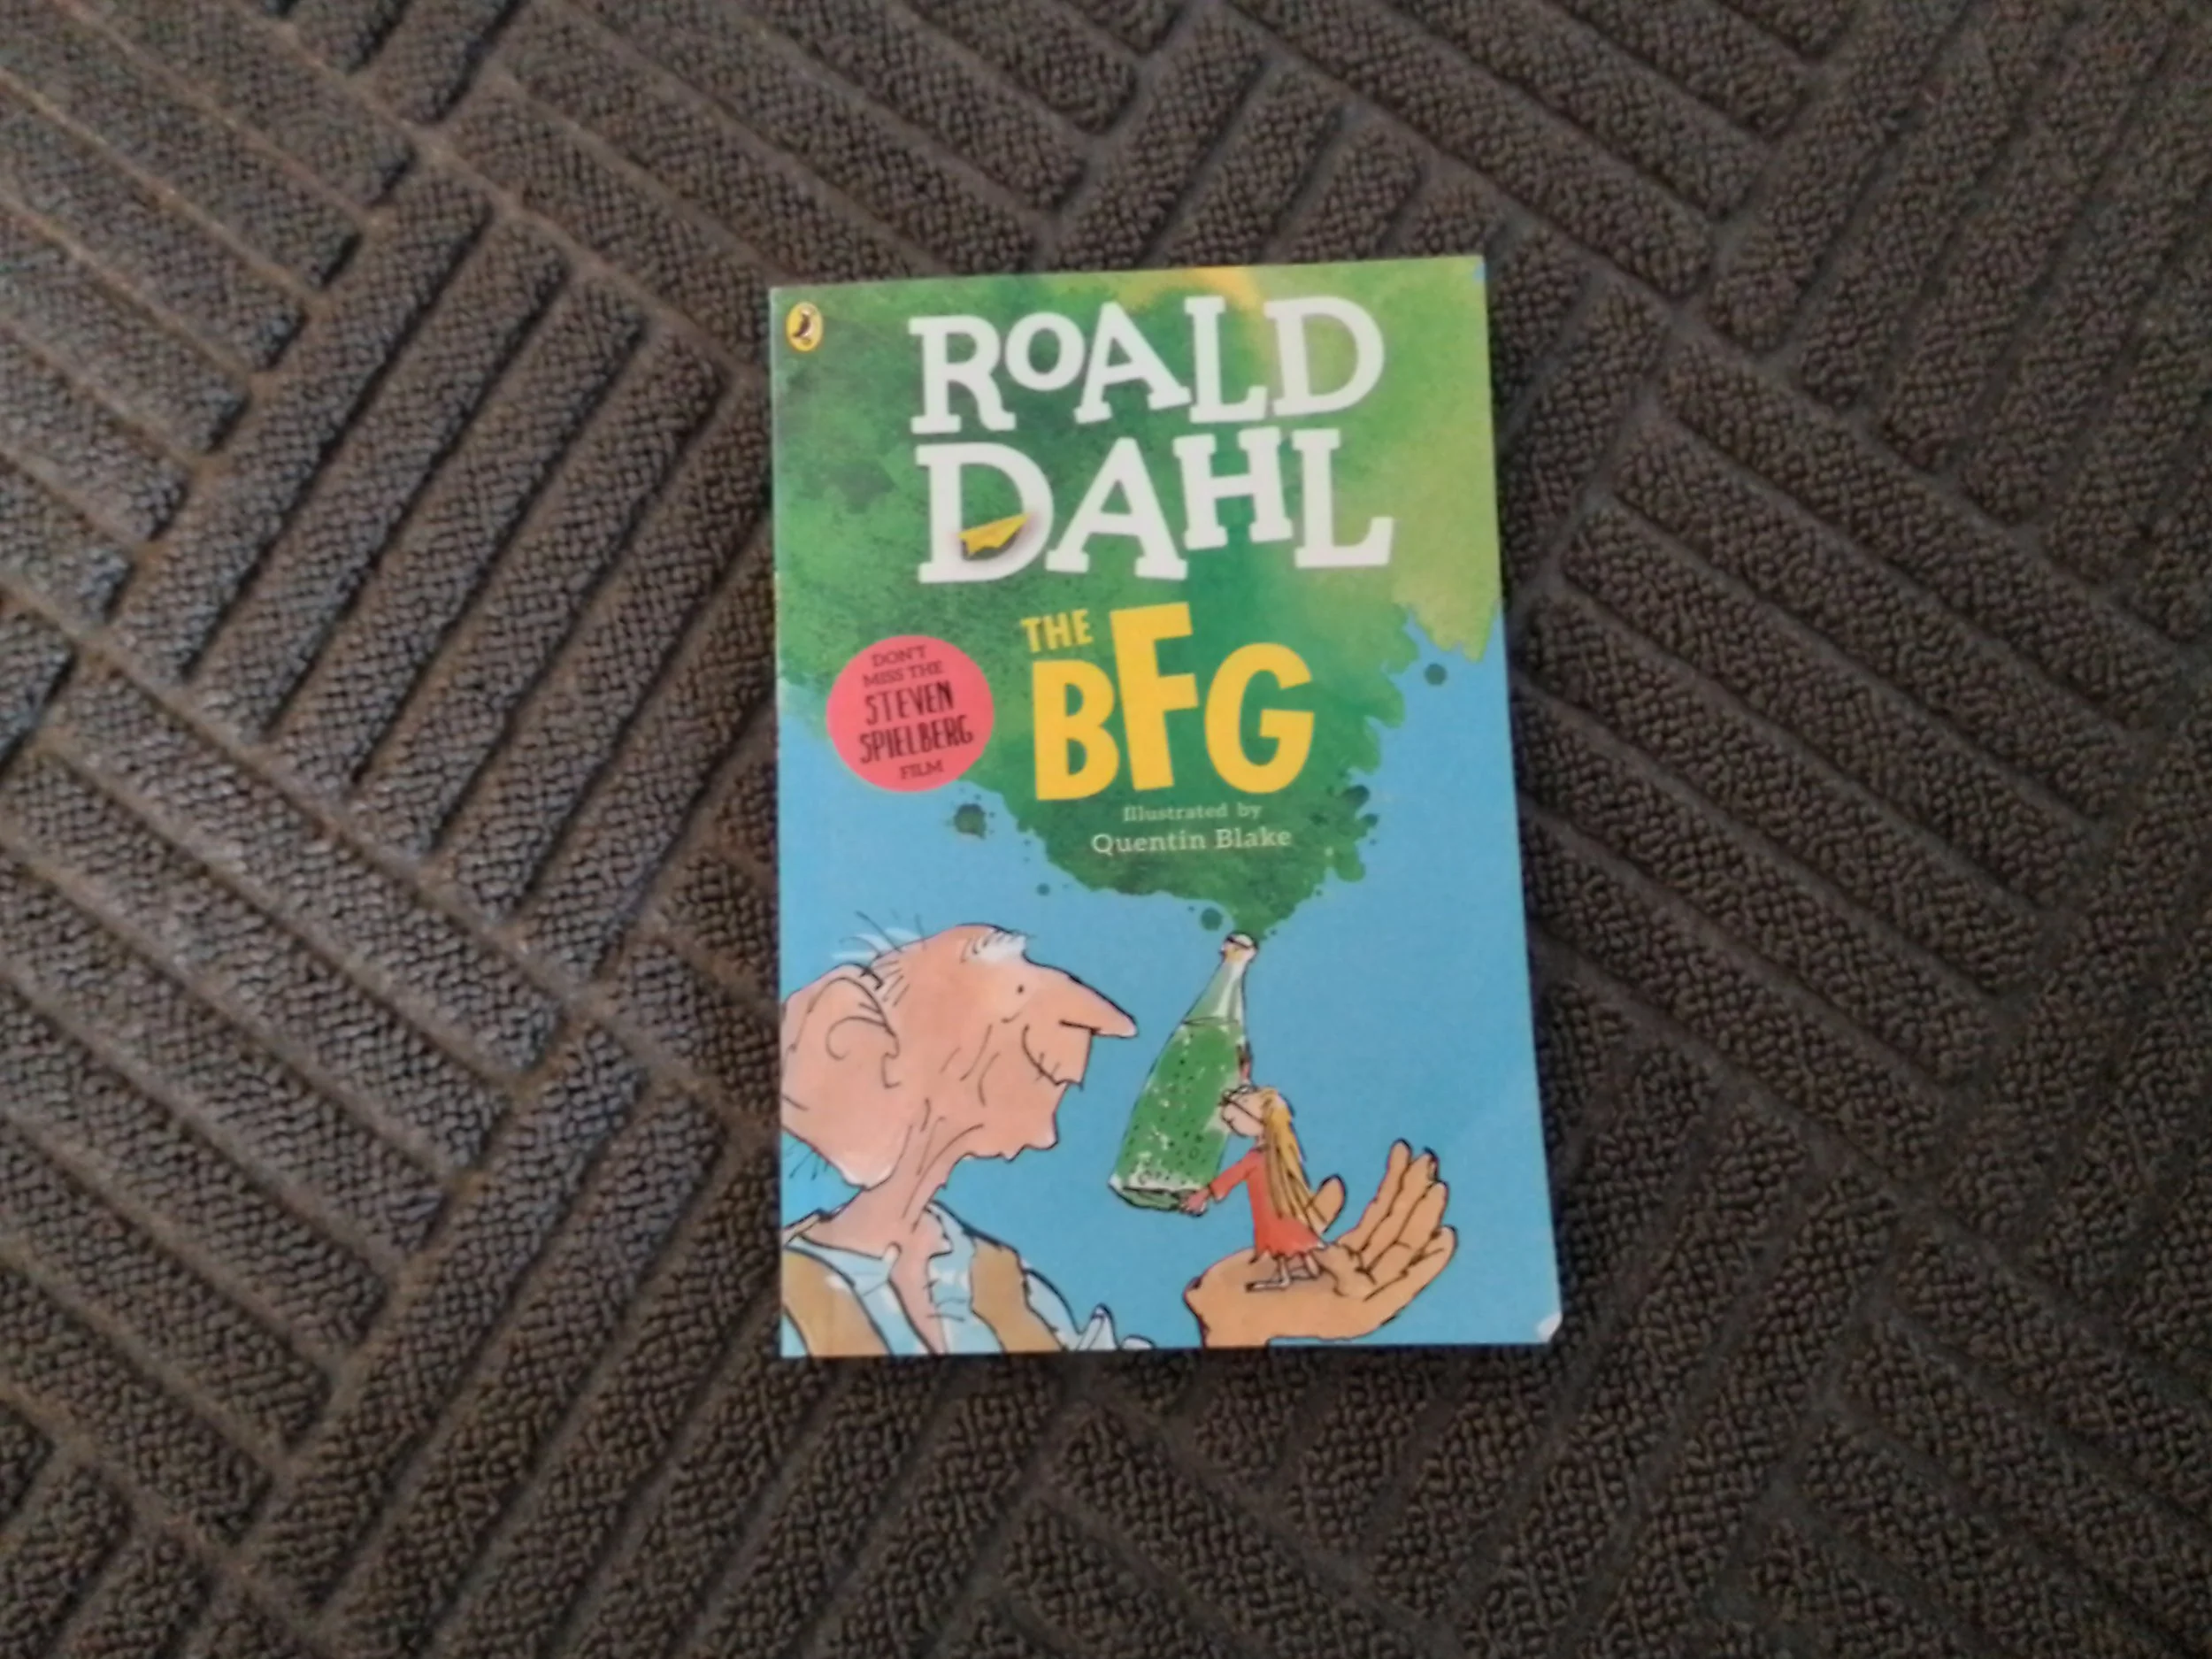 ROALD
DAHL
THE
BFG
DON'T
MISS THE
STEVEN
SPIELBERG
FILM
Illustrated by
Quentin Blake